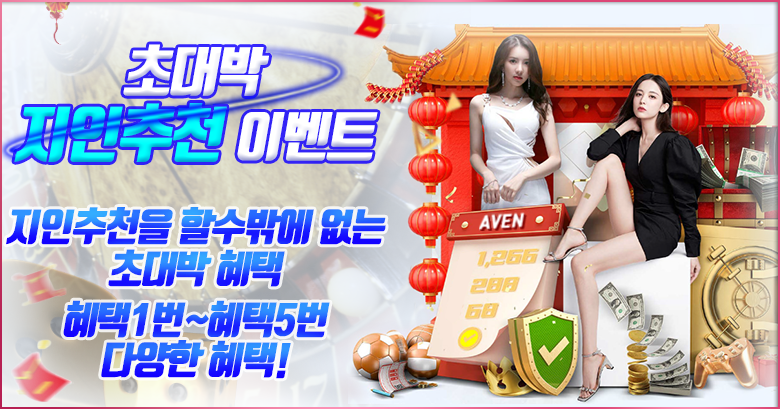 초대박
지인추천 이벤트
지인추천을 할수밖에 없는
초대박 혜택
혜택1번~혜택5번
다양한 혜택!
AVEN
1,266
288
68